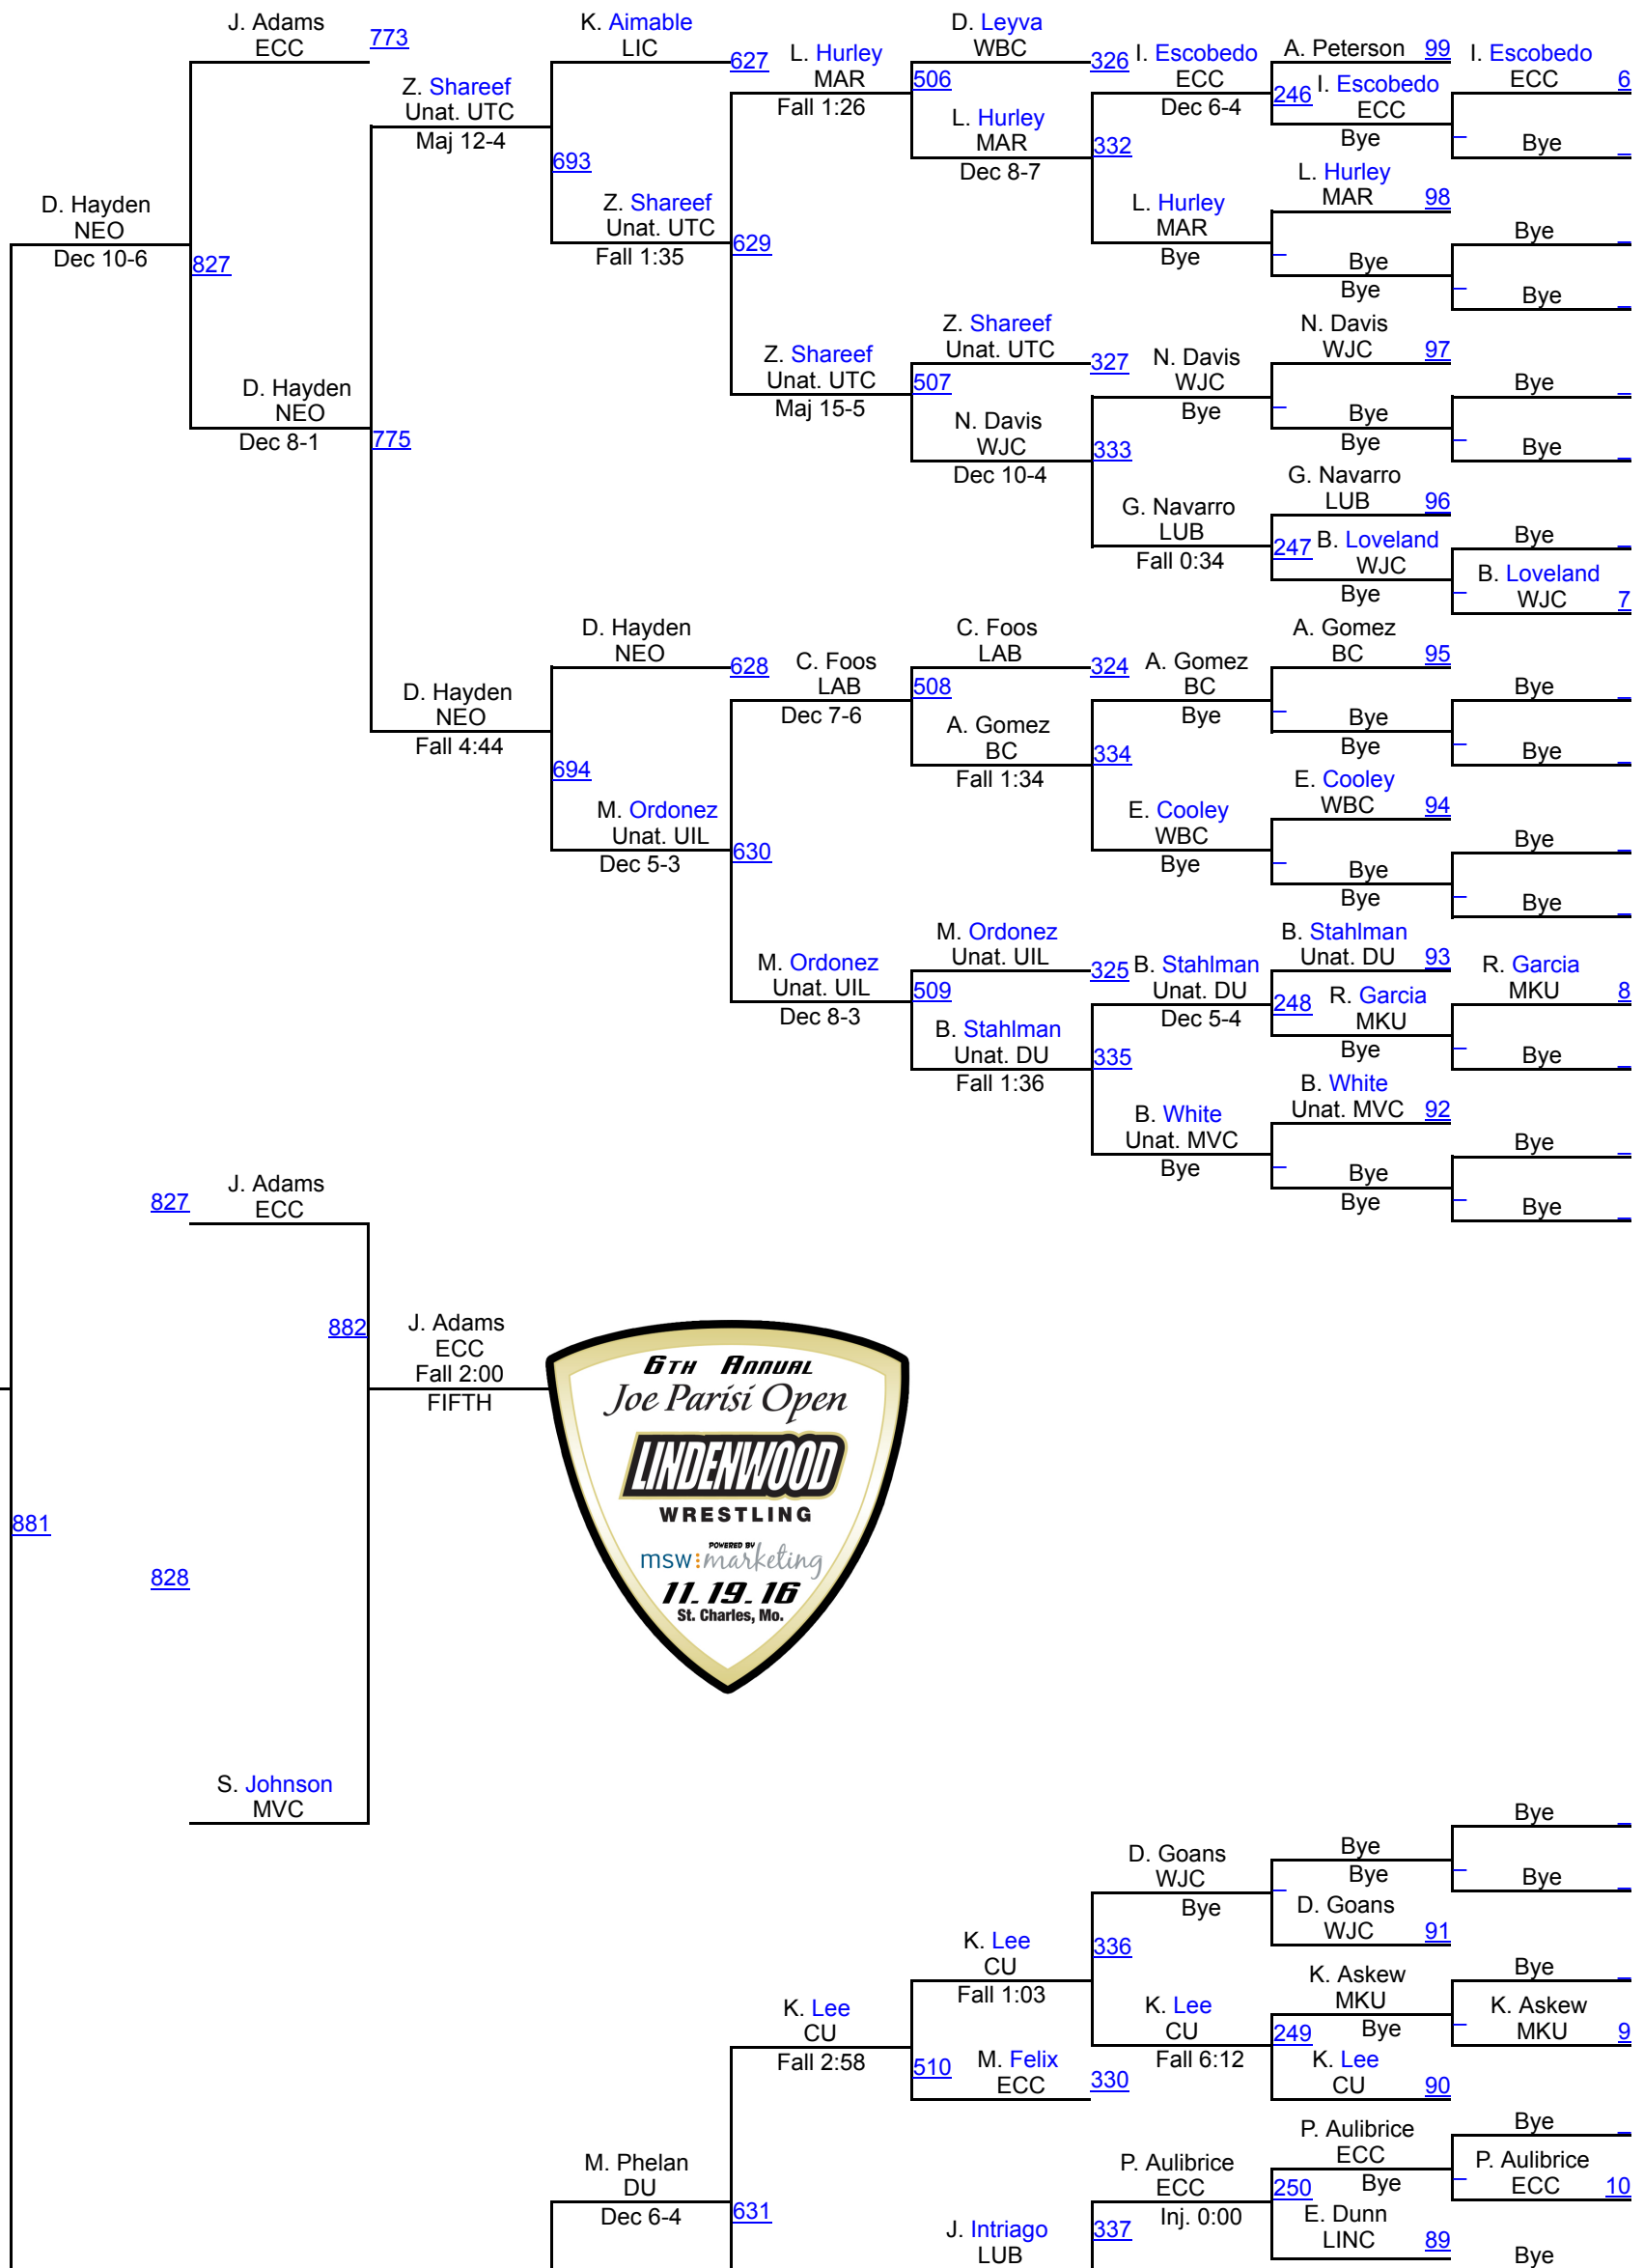 J. Adams
ECC
773
K. Aimable
LIC
627
L. Hurley
MAR
Fall 1:26
D. Leyva
WBC
326
I. Escobedo
ECC
Dec 6-4
A. Peterson 99
I. Escobedo
ECC 6
Z. Shareef
Unat. UTC
Maj 12-4
506
246
I. Escobedo
ECC
Bye
Bye
L. Hurley
MAR
Dec 8-7
332
693
L. Hurley
MAR 98
D. Hayden
NEO
Dec 10-6
827
Z. Shareef
Unat. UTC
Fall 1:35
629
L. Hurley
MAR
Bye
Bye
Bye
Bye
Bye
Z. Shareef
Unat. UTC
Maj 15-5
Z. Shareef
Unat. UTC
327
N. Davis
WJC
Bye
N. Davis
WJC 97
D. Hayden
NEO
Dec 8-1
775
507
Bye
Bye
Bye
Bye
N. Davis
WJC
Dec 10-4
333
G. Navarro
LUB
Fall 0:34
G. Navarro
LUB 96
247
B. Loveland
WJC
Bye
Bye
B. Loveland
WJC 7
D. Hayden
NEO
628
C. Foos
LAB
Dec 7-6
C. Foos
LAB
324
A. Gomez
BC
Bye
A. Gomez
BC 95
D. Hayden
NEO
Fall 4:44
508
Bye
Bye
Bye
Bye
A. Gomez
BC
Fall 1:34
334
694
M. Ordonez
Unat. UIL
Dec 5-3
630
E. Cooley
WBC
Bye
E. Cooley
WBC 94
Bye
Bye
Bye
Bye
M. Ordonez
Unat. UIL
Dec 8-3
M. Ordonez
Unat. UIL
325
B. Stahlman
Unat. DU
Dec 5-4
B. Stahlman
Unat. DU 93
R. Garcia
MKU 8
509
248
R. Garcia
MKU
Bye
Bye
B. Stahlman
Unat. DU
Fall 1:36
335
B. White
Unat. MVC
Bye
B. White
Unat. MVC 92
Bye
Bye
Bye
Bye
827
J. Adams
ECC
882
J. Adams
ECC
Fall 2:00
FIFTH
6TH ANNUAL
Joe Parisi Open
LINDENWOOD
WRESTLING
POWERED BY
msw:marketing
11.19.16
St. Charles, Mo.
881
828
S. Johnson
MVC
Bye
D. Goans
WJC
Bye
Bye
Bye
Bye
D. Goans
WJC 91
K. Lee
CU
Fall 1:03
336
K. Askew
MKU
Bye
Bye
K. Askew
MKU 9
K. Lee
CU
Fall 2:58
K. Lee
CU
Fall 6:12
249
510
M. Felix
ECC
330
K. Lee
CU 90
M. Phelan
DU
Dec 6-4
631
P. Aulibrice
ECC
Inj. 0:00
P. Aulibrice
ECC
Bye
Bye
P. Aulibrice
ECC 10
250
J. Intriago
LUB
337
E. Dunn
LINC 89
Bye